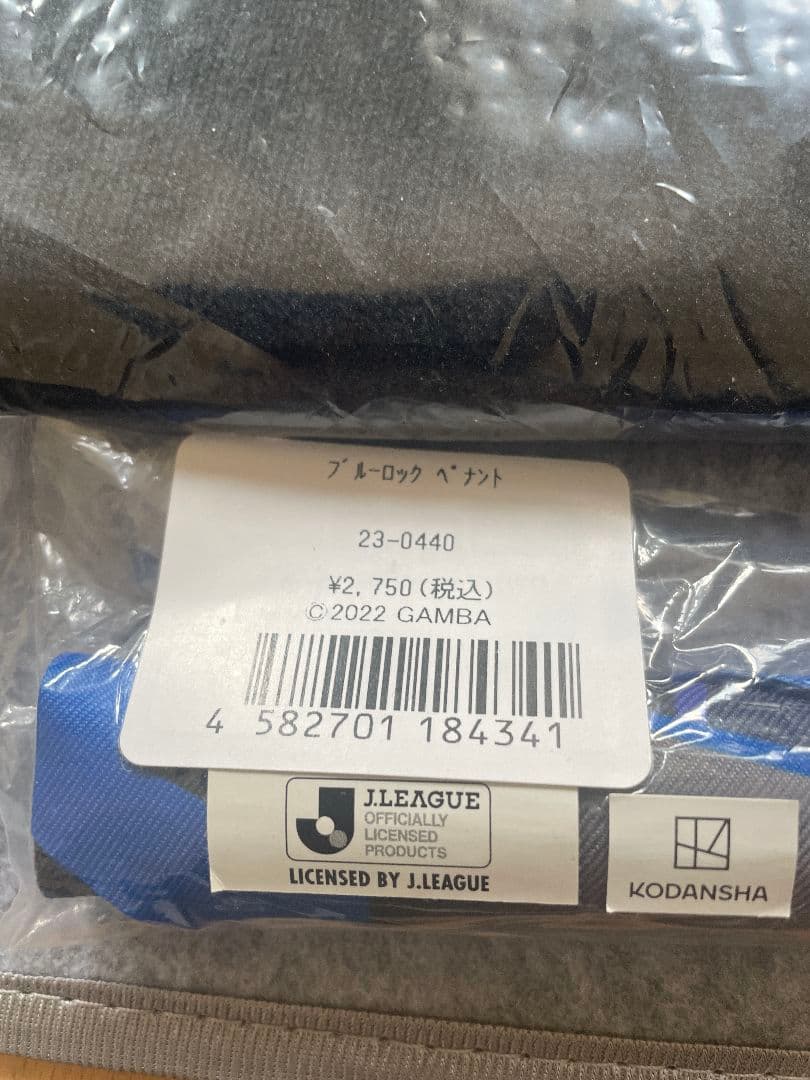 ﾌﾞﾙｰﾛｯｸ ﾍﾟﾅﾝﾄ
23-0440
¥2,750(税込)
©2022 GAMBA
4 582701 184341
J.LEAGUE
OFFICIALLY
LICENSED
PRODUCTS
LICENSED BY J.LEAGUE
KODANSHA